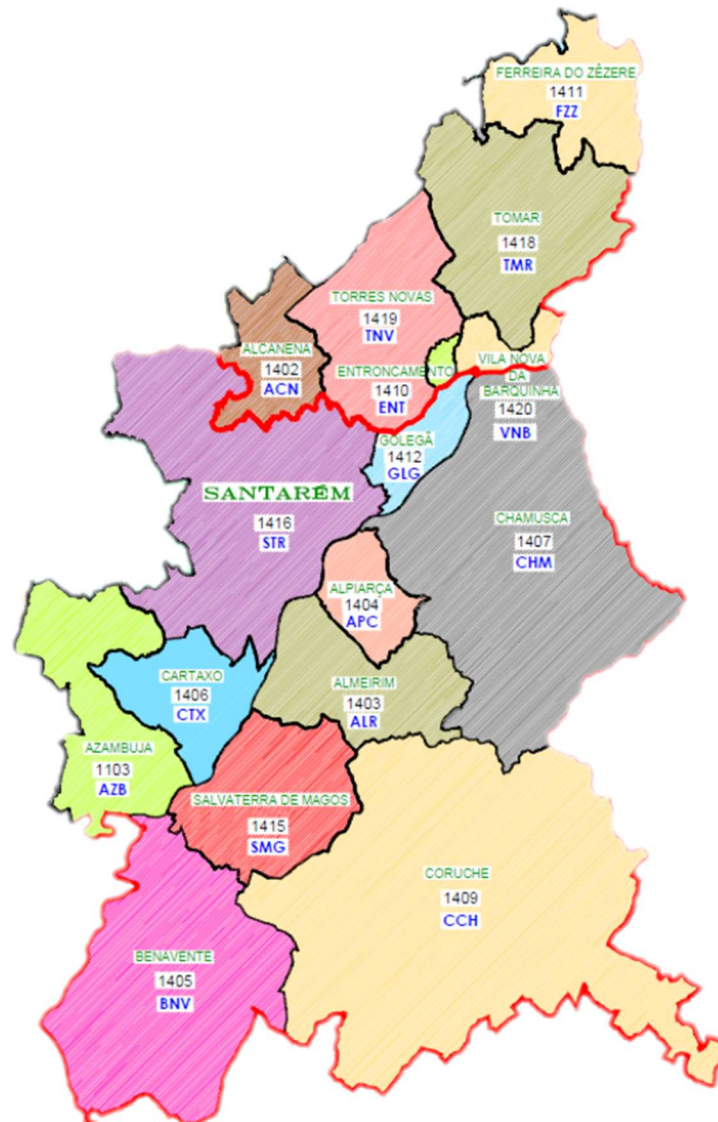 FERREIRA DO ZÊZERE
1411
FZZ
TOMAR
1418
TMR
TORRES NOVAS
1419
TNV
ALCANENA
1402
ACN
ENTRONCAMENTO
1410
ENT
VILA NOVA
DA
BARQUINHA
1420
VNB
GOLEGÃ
1412
GLG
SANTARÉM
1416
STR
CHAMUSCA
1407
CHM
ALPIARÇA
1404
APC
CARTAXO
1406
CTX
ALMEIRIM
1403
ALR
AZAMBUJA
1103
AZB
SALVATERRA DE MAGOS
1415
SMG
CORUCHE
1409
CCH
BENAVENTE
1405
BNV